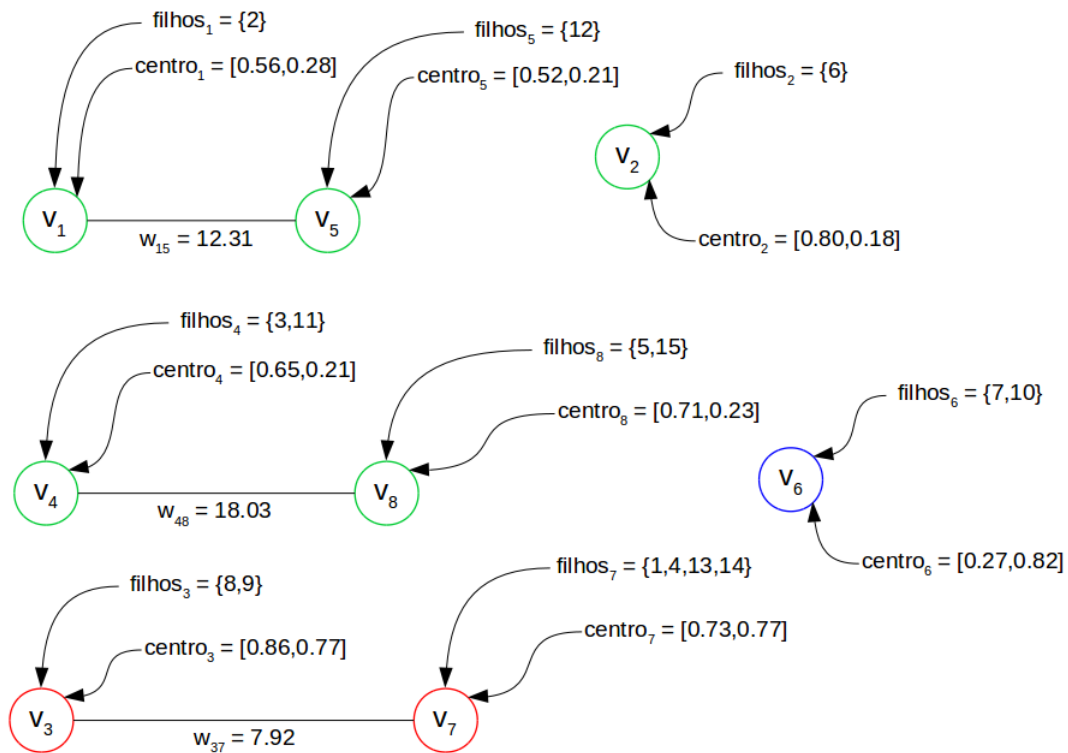 filhos₁ = {2}
centro₁ = [0.56,0.28]
filhos₅ = {12}
centro₅ = [0.52,0.21]
filhos₂ = {6}
v₁
w₁₅ = 12.31
v₅
v₂
centro₂ = [0.80,0.18]
filhos₄ = {3,11}
centro₄ = [0.65,0.21]
filhos₈ = {5,15}
centro₈ = [0.71,0.23]
filhos₆ = {7,10}
v₄
w₄₈ = 18.03
v₈
v₆
centro₆ = [0.27,0.82]
filhos₃ = {8,9}
centro₃ = [0.86,0.77]
filhos₇ = {1,4,13,14}
centro₇ = [0.73,0.77]
v₃
w₃₇ = 7.92
v₇